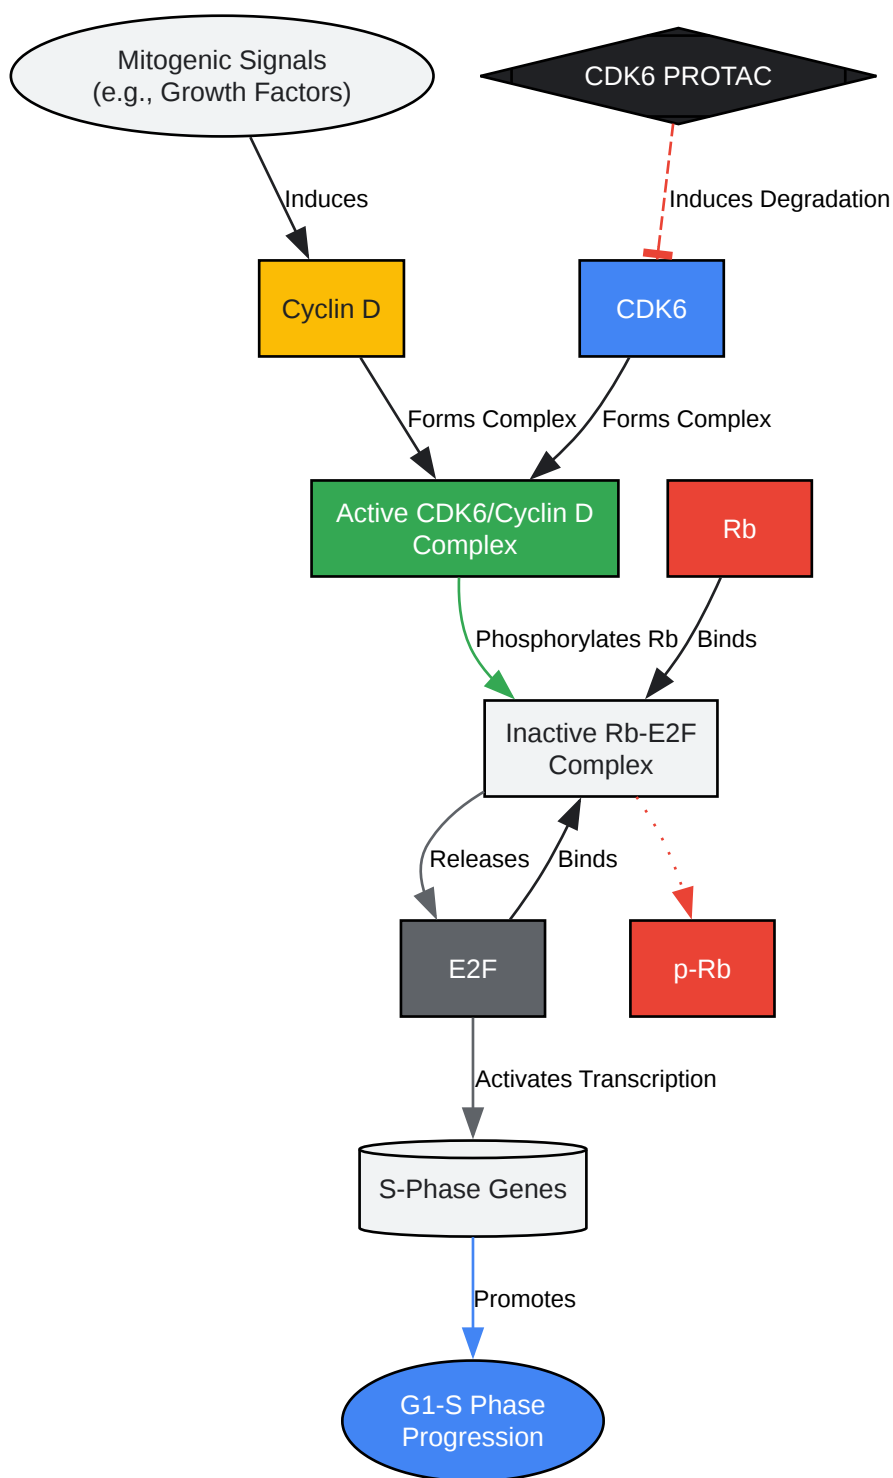 Mitogenic Signals
(e.g., Growth Factors)
CDK6 PROTAC
Induces
Induces Degradation
Cyclin D
CDK6
Forms Complex
Forms Complex
Active CDK6/Cyclin D
Complex
Rb
Phosphorylates Rb
Binds
Inactive Rb-E2F
Complex
Releases
Binds
E2F
p-Rb
Activates Transcription
S-Phase Genes
Promotes
G1-S Phase
Progression